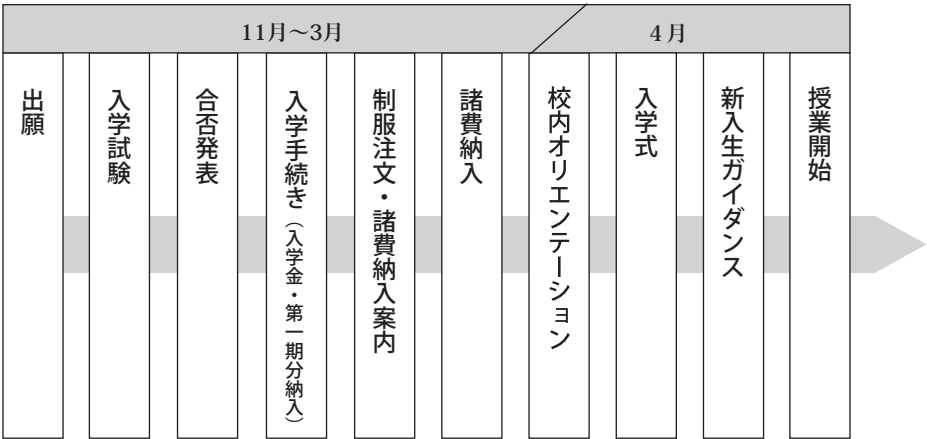 11月～3月
4月
出願
入学試験
合否発表
入学手続き（入学金・第一期分納入）
制服注文・諸費納入案内
諸費納入
校内オリエンテーション
入学式
新入生ガイダンス
授業開始